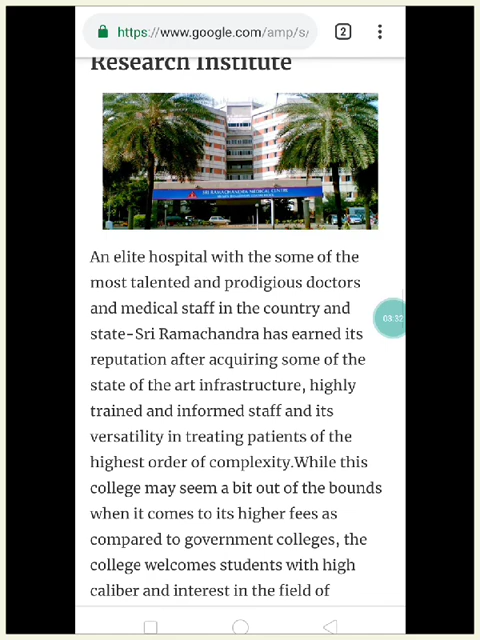 https://www.google.com/amp/s/
2
Research Institute
SRI RAMACHANDRA MEDICAL CENTRE
An elite hospital with the some of the
most talented and prodigious doctors
and medical staff in the country and
state-Sri Ramachandra has earned its
03:32
reputation after acquiring some of the
state of the art infrastructure, highly
trained and informed staff and its
versatility in treating patients of the
highest order of complexity.While this
college may seem a bit out of the bounds
when it comes to its higher fees as
compared to government colleges, the
college welcomes students with high
caliber and interest in the field of